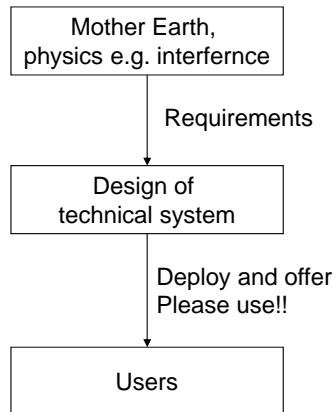 Mother Earth,
physics e.g. interfernce
Requirements
Design of
technical system
Deploy and offer
Please use!!
Users